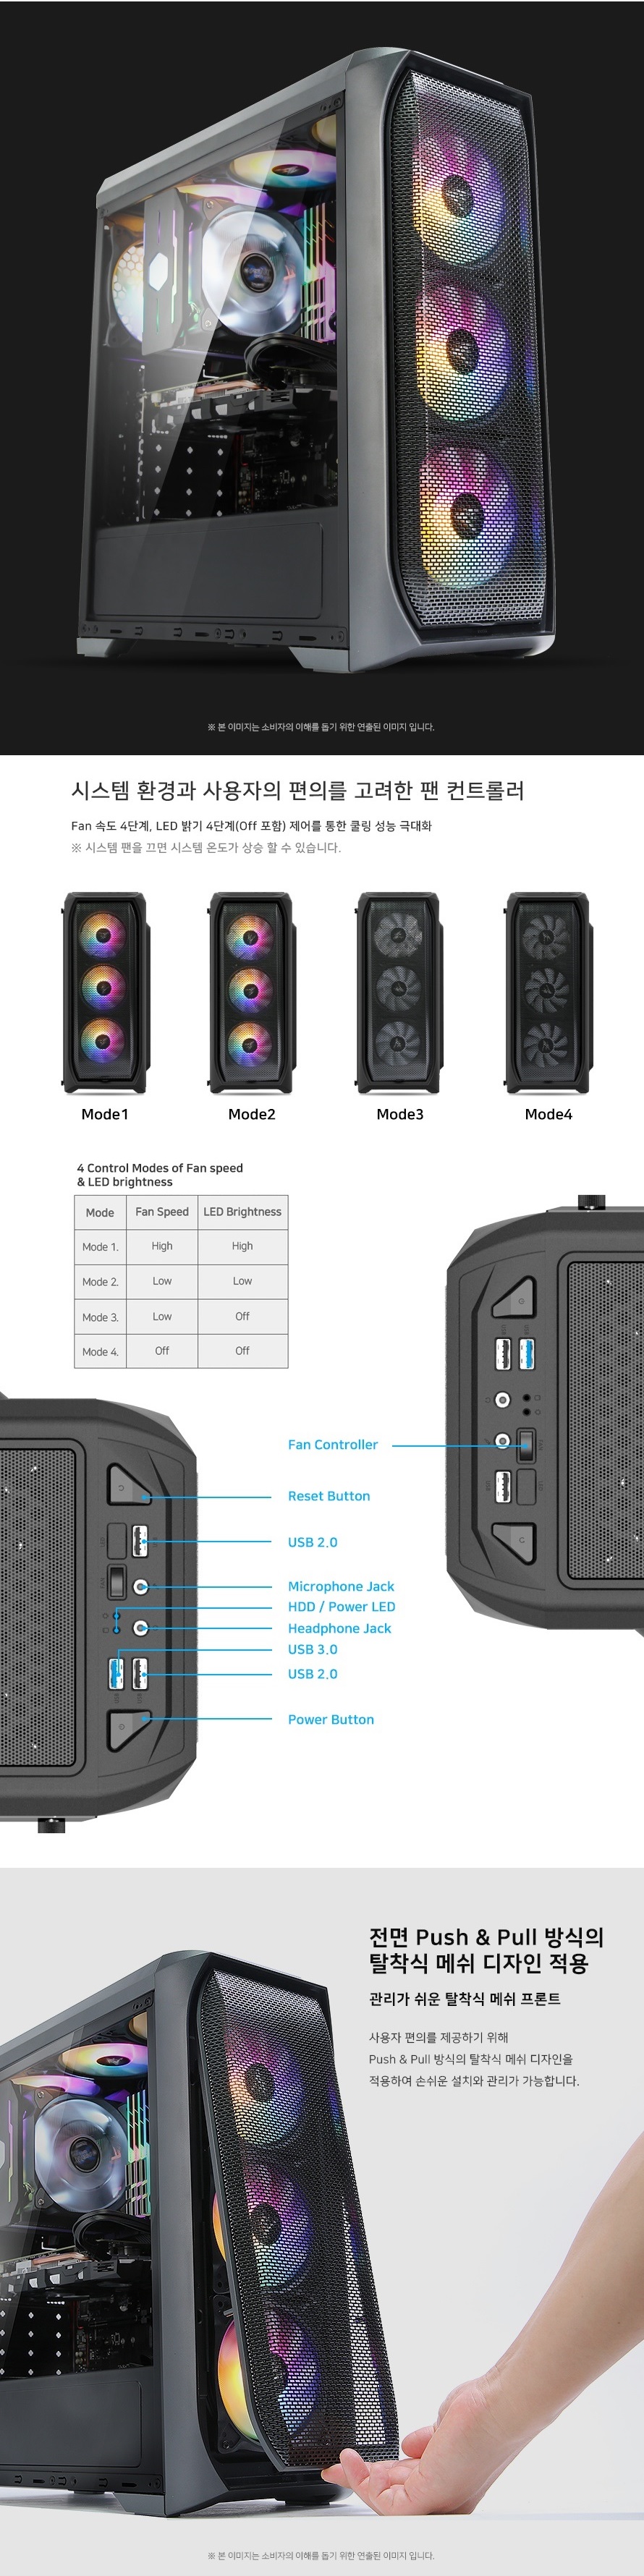 ※ 본 이미지는 소비자의 이해를 돕기 위한 연출된 이미지 입니다.
시스템 환경과 사용자의 편의를 고려한 팬 컨트롤러
Fan 속도 4단계, LED 밝기 4단계(Off 포함) 제어를 통한 쿨링 성능 극대화
※ 시스템 팬을 끄면 시스템 온도가 상승 할 수 있습니다.
Mode1
Mode2
Mode3
Mode4
4 Control Modes of Fan speed
& LED brightness
Mode Fan Speed LED Brightness
Mode 1. High High
Mode 2. Low Low
Mode 3. Low Off
Mode 4. Off Off
Fan Controller
Reset Button
USB 2.0
Microphone Jack
HDD / Power LED
Headphone Jack
USB 3.0
USB 2.0
Power Button
전면 Push & Pull 방식의
탈착식 메쉬 디자인 적용
관리가 쉬운 탈착식 메쉬 프론트
사용자 편의를 제공하기 위해
Push & Pull 방식의 탈착식 메쉬 디자인을
적용하여 손쉬운 설치와 관리가 가능합니다.
※ 본 이미지는 소비자의 이해를 돕기 위한 연출된 이미지 입니다.